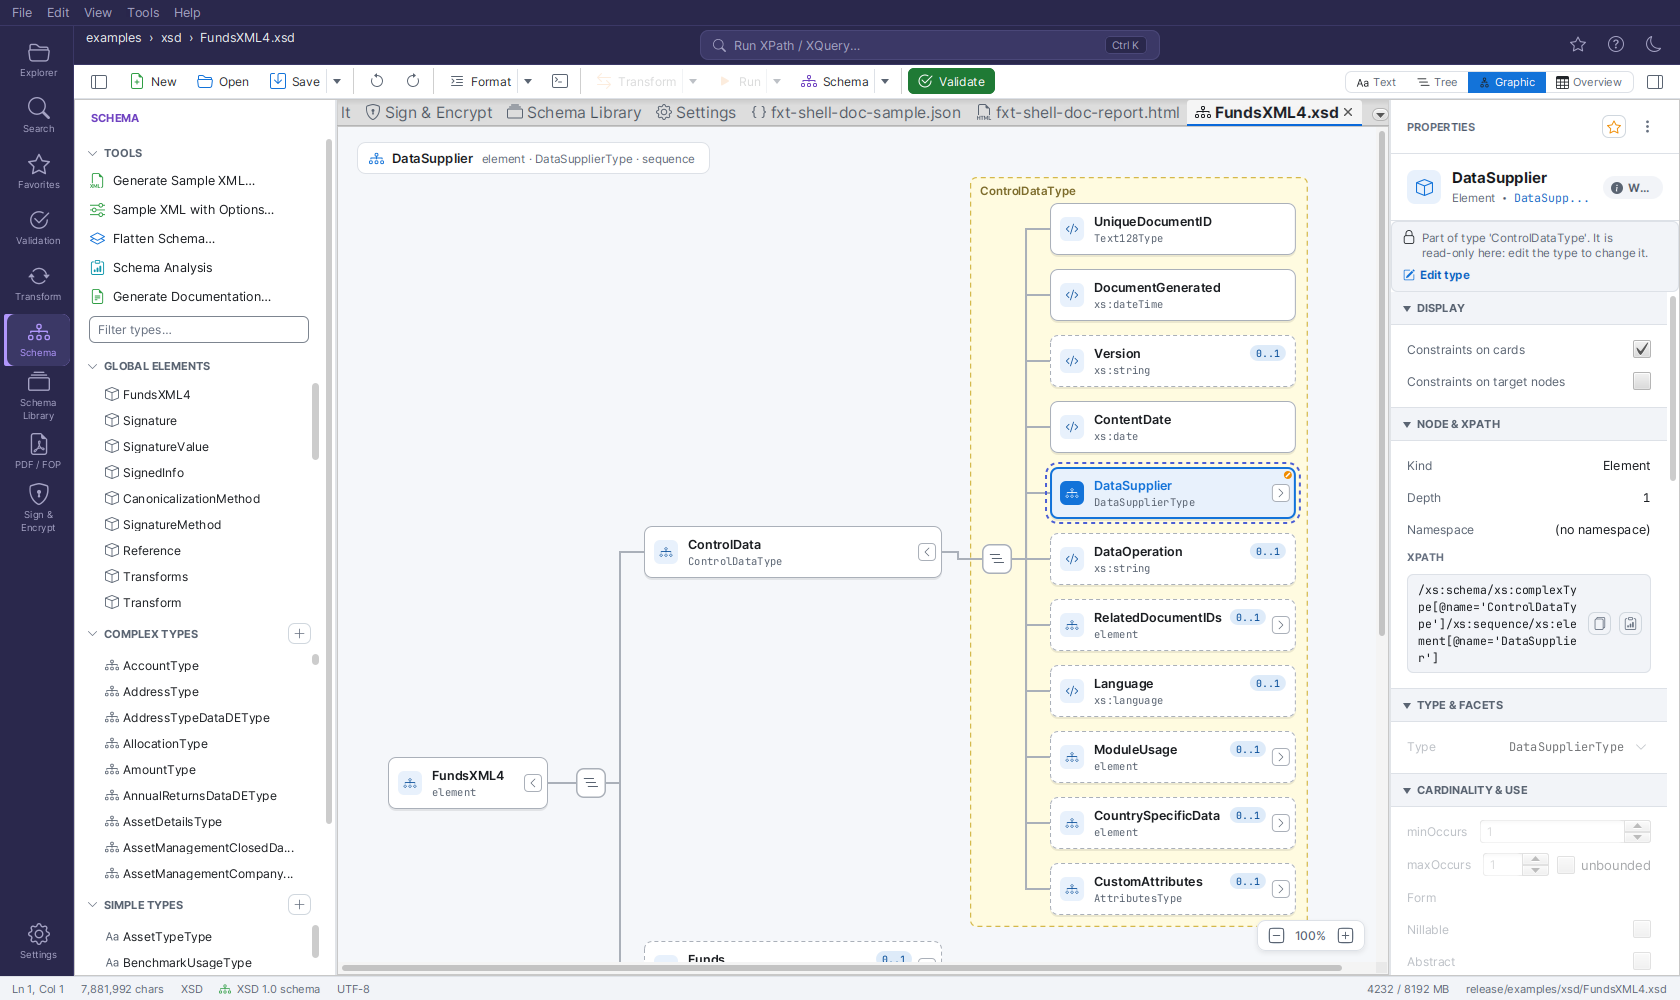 File Edit View Tools Help
examples › xsd › FundsXML4.xsd
Run XPath / XQuery... Ctrl K
New Open Save Format Transform Run Schema Validate
Aa Text Tree Graphic Overview
Explorer
Search
Favorites
Validation
Transform
Schema
Schema
Library
PDF / FOP
Sign &
Encrypt
Settings
SCHEMA
TOOLS
Generate Sample XML...
Sample XML with Options...
Flatten Schema...
Schema Analysis
Generate Documentation...
Filter types...
GLOBAL ELEMENTS
FundsXML4
Signature
SignatureValue
SignedInfo
CanonicalizationMethod
SignatureMethod
Reference
Transforms
Transform
COMPLEX TYPES
AccountType
AddressType
AddressTypeDataDEType
AllocationType
AmountType
AnnualReturnsDataDEType
AssetDetailsType
AssetManagementClosedDa...
AssetManagementCompany...
SIMPLE TYPES
Aa AssetTypeType
Aa BenchmarkUsageType
lt Sign & Encrypt Schema Library Settings { } fxt-shell-doc-sample.json fxt-shell-doc-report.html FundsXML4.xsd
DataSupplier element · DataSupplierType · sequence
ControlDataType
UniqueDocumentID
Text128Type
DocumentGenerated
xs:dateTime
Version 0..1
xs:string
ContentDate
xs:date
DataSupplier
DataSupplierType
ControlData
ControlDataType
DataOperation 0..1
xs:string
RelatedDocumentIDs 0..1
element
Language 0..1
xs:language
ModuleUsage 0..1
element
FundsXML4
element
CountrySpecificData 0..1
element
CustomAttributes 0..1
AttributesType
Funds 0..1
100%
PROPERTIES
DataSupplier
Element • DataSupp...
W...
Part of type 'ControlDataType'. It is
read-only here: edit the type to change it.
Edit type
DISPLAY
Constraints on cards
Constraints on target nodes
NODE & XPATH
Kind Element
Depth 1
Namespace (no namespace)
XPATH
/xs:schema/xs:complexTy
pe[@name='ControlDataTy
pe']/xs:sequence/xs:ele
ment[@name='DataSupplie
r']
TYPE & FACETS
Type DataSupplierType
CARDINALITY & USE
minOccurs 1
maxOccurs 1 unbounded
Form
Nillable
Abstract
Ln 1, Col 1 7,881,992 chars XSD XSD 1.0 schema UTF-8 4232 / 8192 MB release/examples/xsd/FundsXML4.xsd